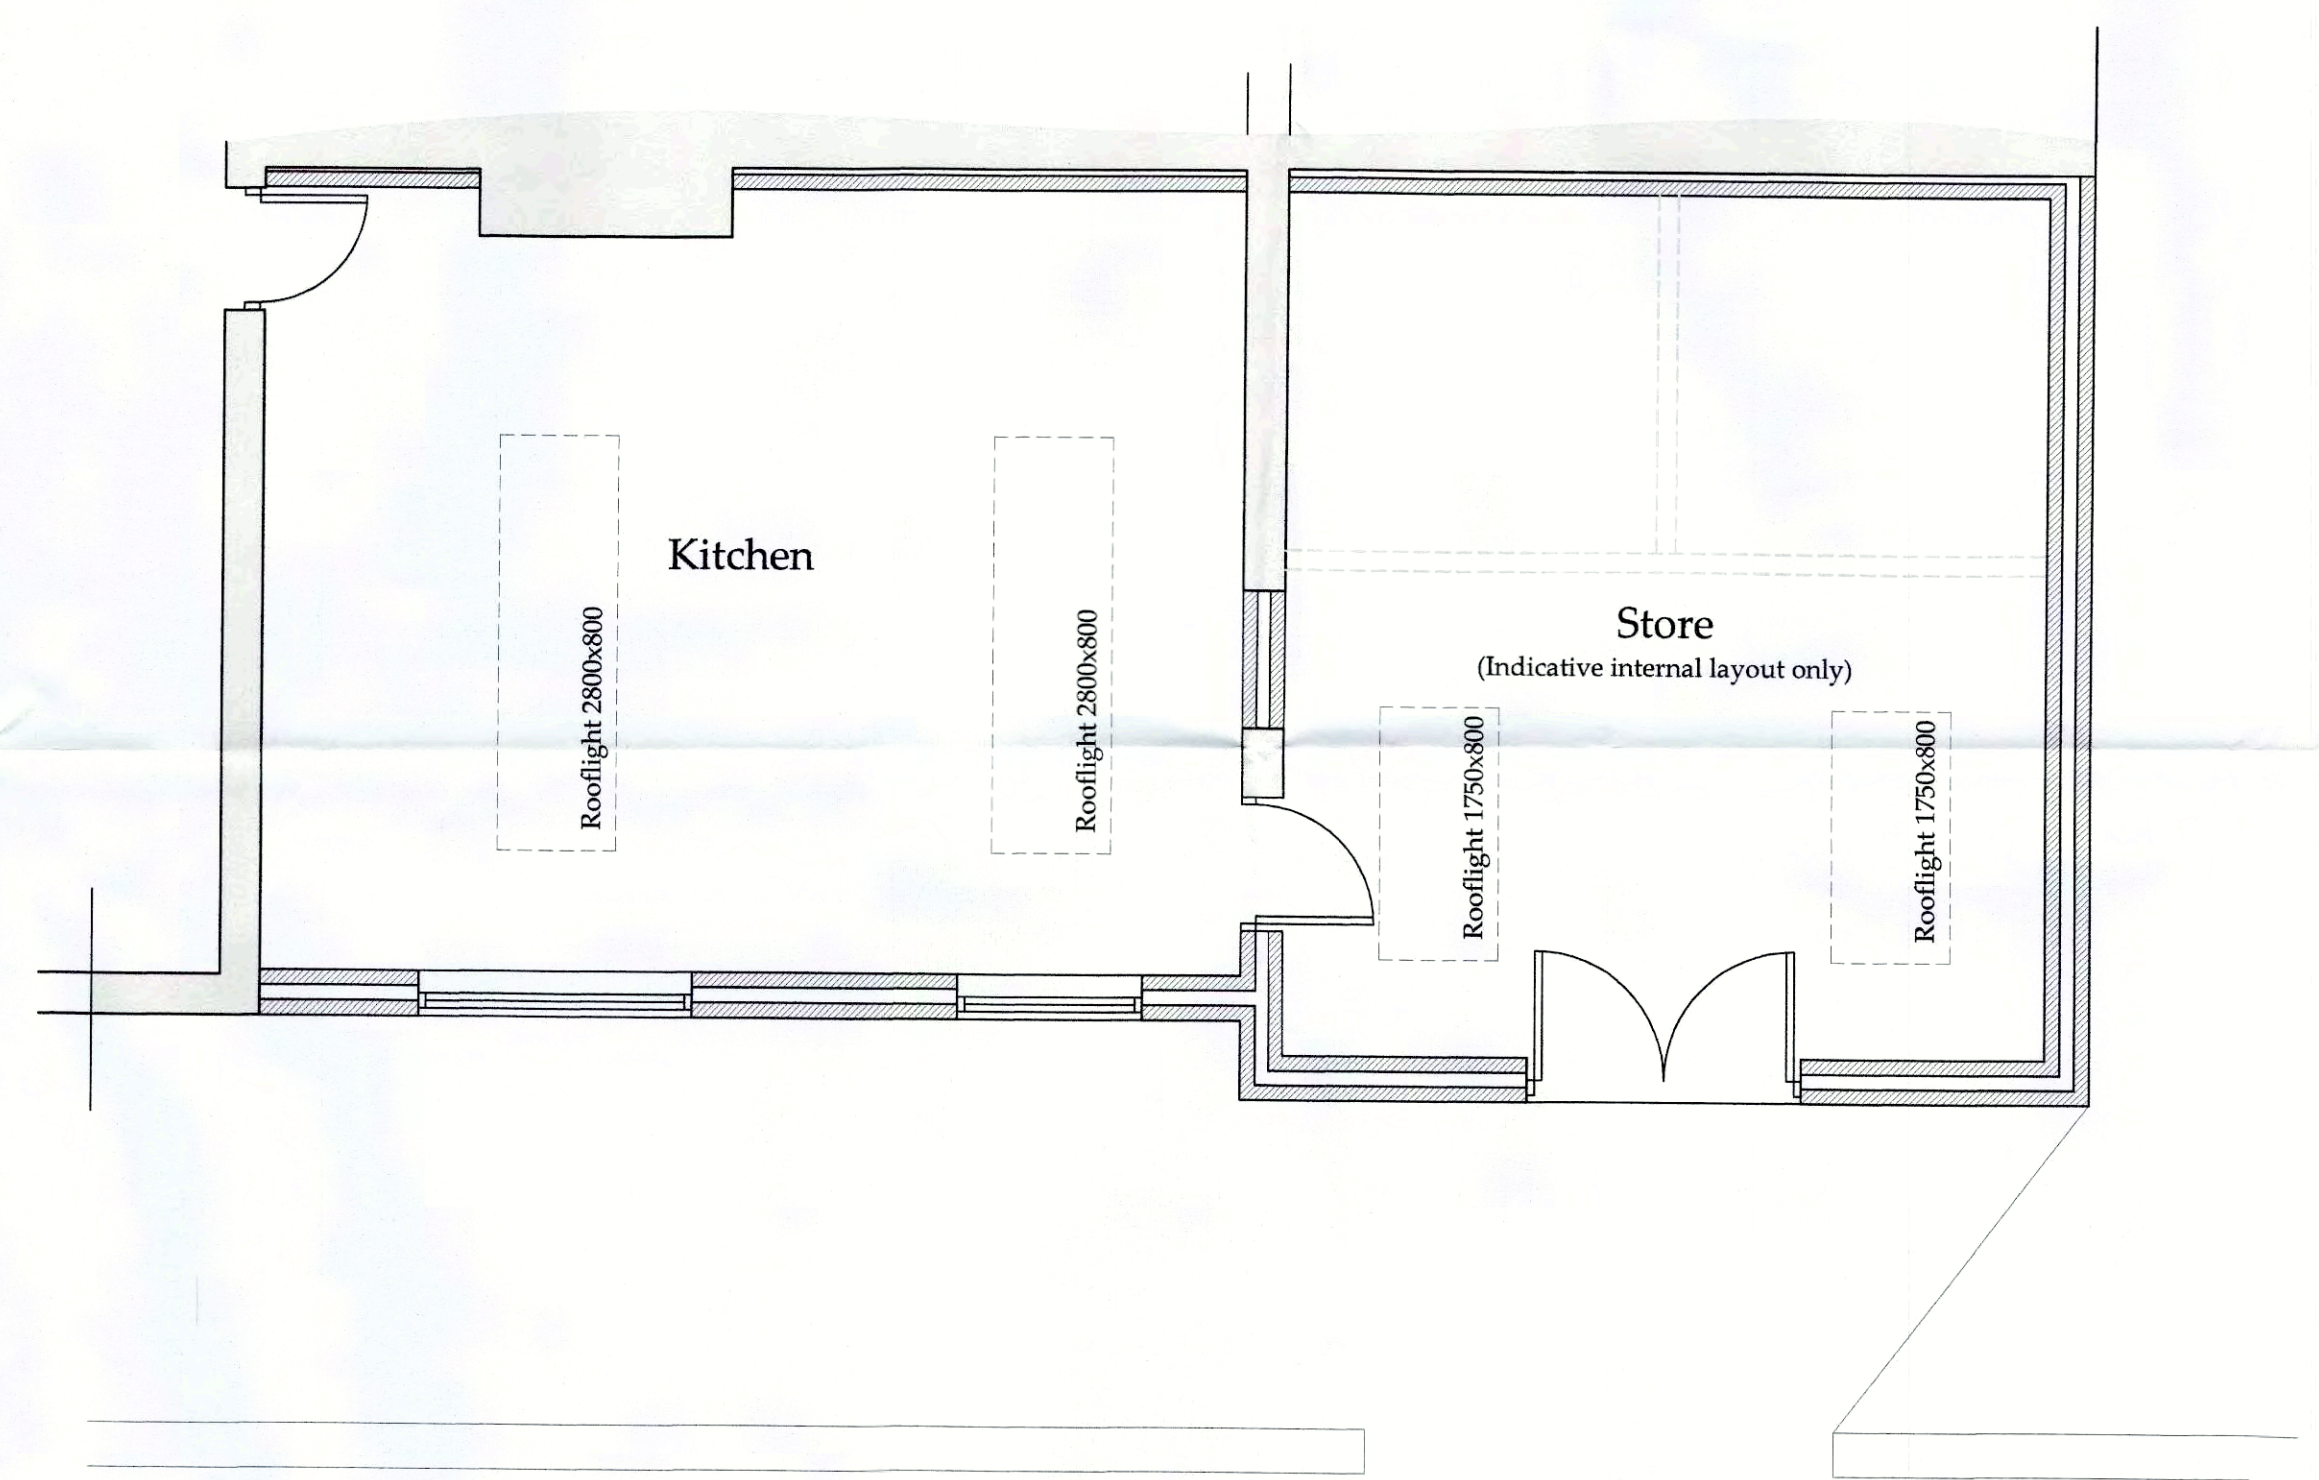 Kitchen
Rooflight 2800x800
Rooflight 2800x800
Store
(Indicative internal layout only)
Rooflight 1750x800
Rooflight 1750x800